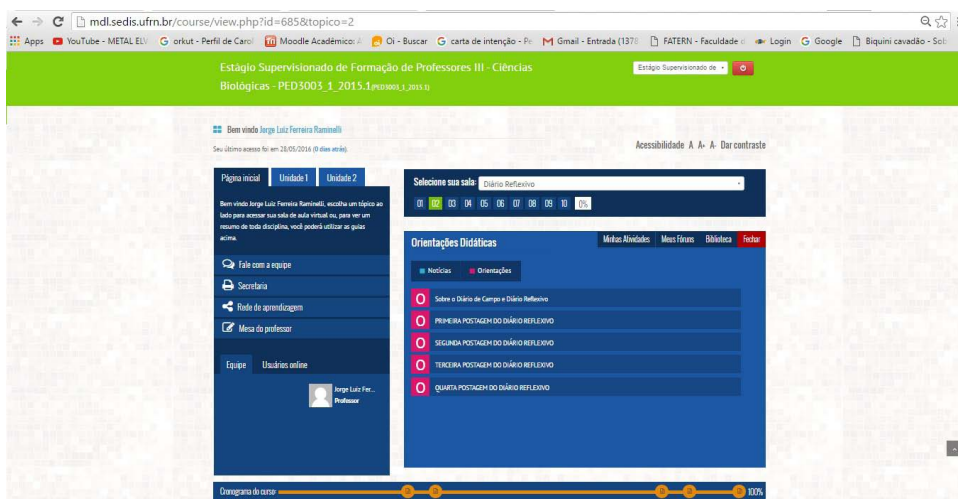 mdl.sedis.ufrn.br/course/view.php?id=685&topico=2
Apps YouTube - METAL ELV orkut - Perfil de Carol Moodle Acadêmico: A Oi - Buscar carta de intenção - Pe Gmail - Entrada (1378 FATERN - Faculdade d Login Google Biquini cavadão - Sob
Estágio Supervisionado de Formação de Professores III - Ciências
Biológicas - PED3003_1_2015.1(PED3003_1_2015.1)
Estágio Supervisionado de
Bem vindo Jorge Luiz Ferreira Raminelli
Seu último acesso foi em 28/05/2016 (0 dias atrás).
Acessibilidade A A+ A- Dar contraste
Página inicial Unidade 1 Unidade 2
Bem vindo Jorge Luiz Ferreira Raminelli, escolha um tópico ao
lado para acessar sua sala de aula virtual ou, para ver um
resumo de toda disciplina, você poderá utilizar as guias
acima.
Fale com a equipe
Secretaria
Rede de aprendizagem
Mesa do professor
Equipe Usuários online
Jorge Luiz Fer...
Professor
Selecione sua sala: Diário Reflexivo
01 02 03 04 05 06 07 08 09 10 0%
Orientações Didáticas
Minhas Atividades Meus Fóruns Biblioteca Fechar
Notícias Orientações
O Sobre o Diário de Campo e Diário Reflexivo
O PRIMEIRA POSTAGEM DO DIÁRIO REFLEXIVO
O SEGUNDA POSTAGEM DO DIÁRIO REFLEXIVO
O TERCEIRA POSTAGEM DO DIÁRIO REFLEXIVO
O QUARTA POSTAGEM DO DIÁRIO REFLEXIVO
Cronograma do curso: 100%